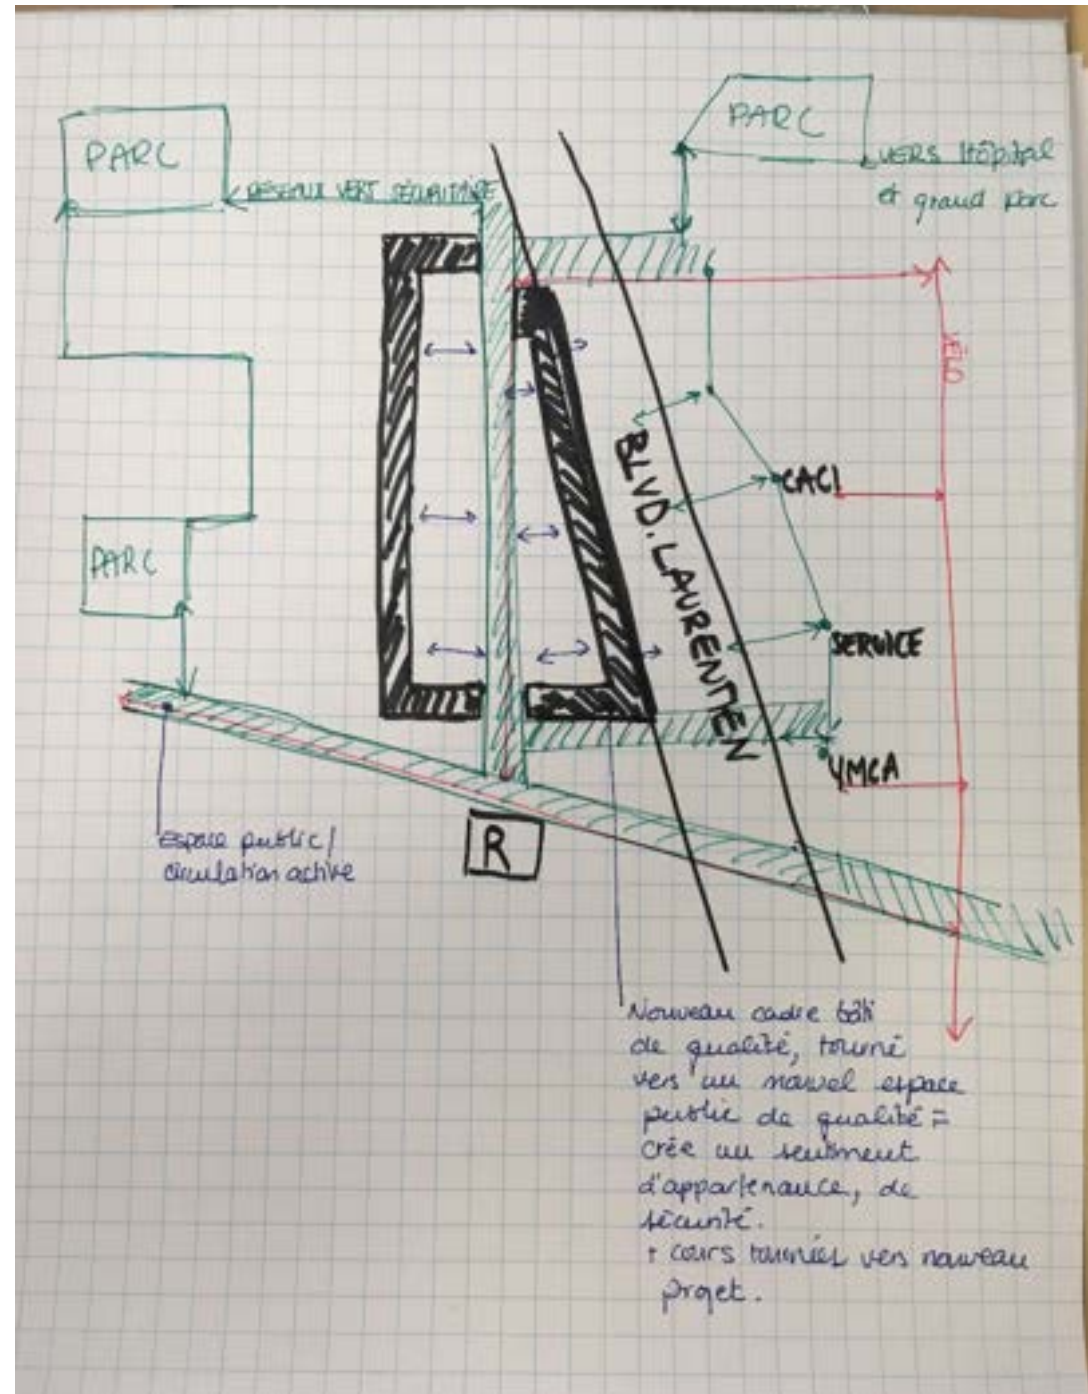 PARC
PARC
VERS Hôpital
et grand parc
RÉSEAUX VERT SÉCURITAIRE
BLVD. LAURENTIEN
CACI
PARC
SERVICE
YMCA
R
Espace public/
circulation active
Nouveau cadre bâti
de qualité, tourné
vers un nouvel espace
public de qualité =
crée un sentiment
d'appartenance, de
sécurité.
+ cours tournées vers nouveau
projet.